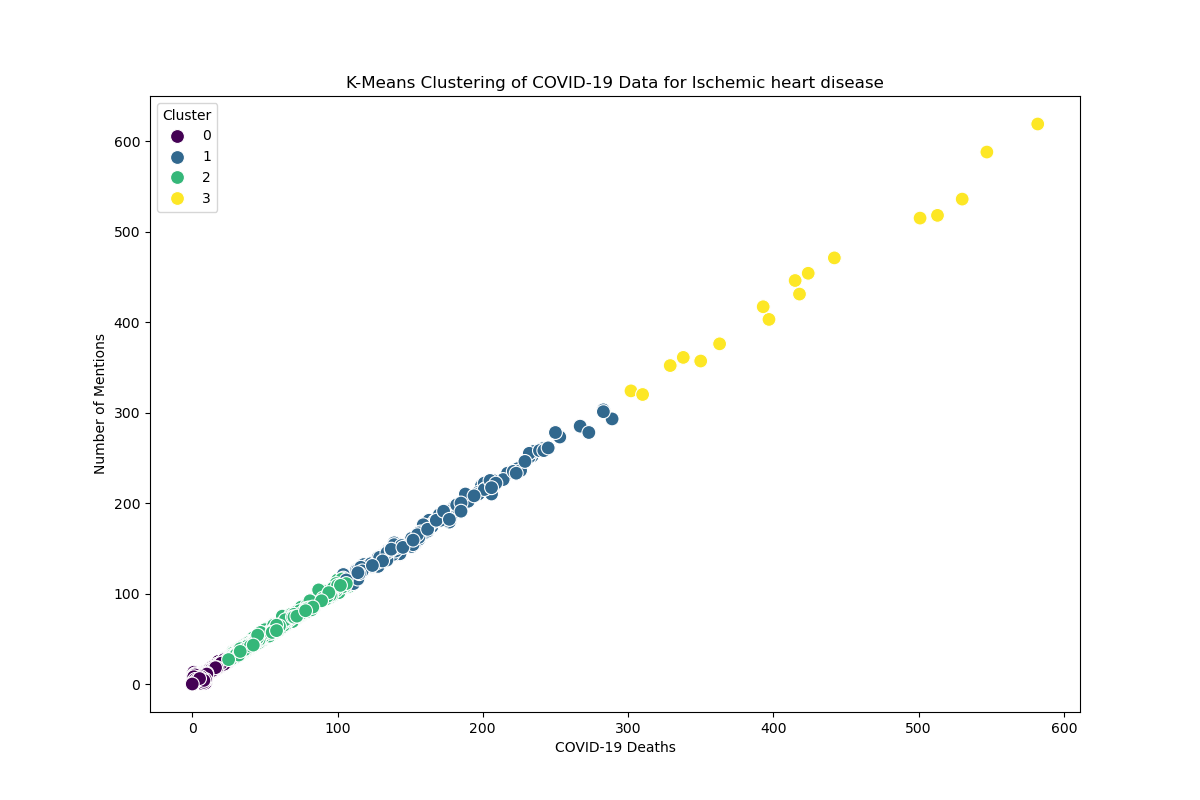 K-Means Clustering of COVID-19 Data for Ischemic heart disease
Cluster
0
1
2
3
Number of Mentions
600
500
400
300
200
100
0
0 100 200 300 400 500 600
COVID-19 Deaths